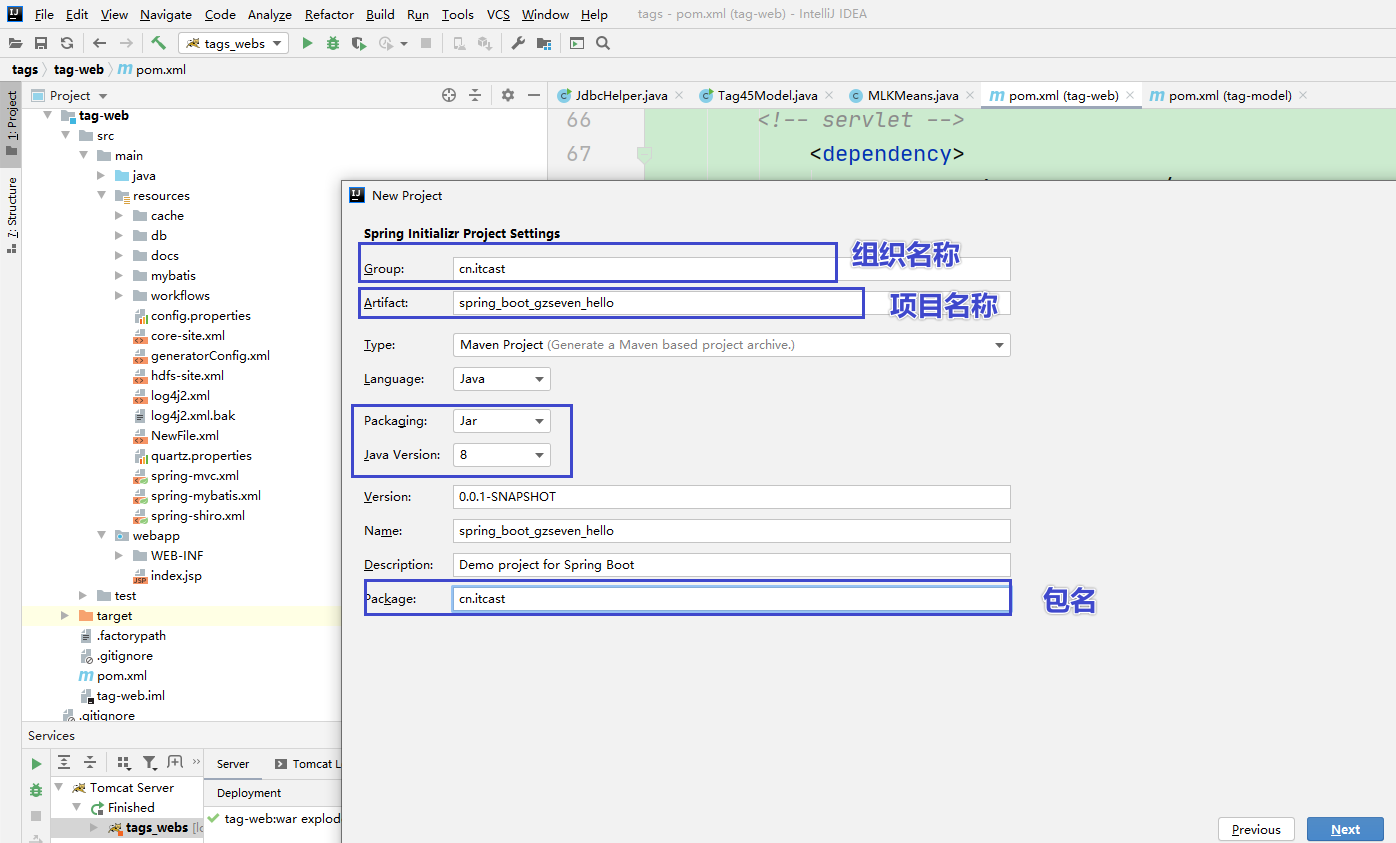 File Edit View Navigate Code Analyze Refactor Build Run Tools VCS Window Help tags - pom.xml (tag-web) - IntelliJ IDEA
tags_webs
tags tag-web pom.xml
1: Project
7: Structure
Project
JdbcHelper.java Tag45Model.java MLKMeans.java pom.xml (tag-web) pom.xml (tag-model)
tag-web
src
main
java
resources
cache
db
docs
mybatis
workflows
config.properties
core-site.xml
generatorConfig.xml
hdfs-site.xml
log4j2.xml
log4j2.xml.bak
NewFile.xml
quartz.properties
spring-mvc.xml
spring-mybatis.xml
spring-shiro.xml
webapp
WEB-INF
index.jsp
test
target
.factorypath
.gitignore
pom.xml
tag-web.iml
.gitignore
66 <!-- servlet -->
67 <dependency>
New Project
Spring Initializr Project Settings
Group: cn.itcast 组织名称
Artifact: spring_boot_gzseven_hello 项目名称
Type: Maven Project (Generate a Maven based project archive.)
Language: Java
Packaging: Jar
Java Version: 8
Version: 0.0.1-SNAPSHOT
Name: spring_boot_gzseven_hello
Description: Demo project for Spring Boot
Package: cn.itcast 包名
Previous Next
Services
Server Tomcat L
Deployment
Tomcat Server
Finished
tags_webs
tag-web:war explod